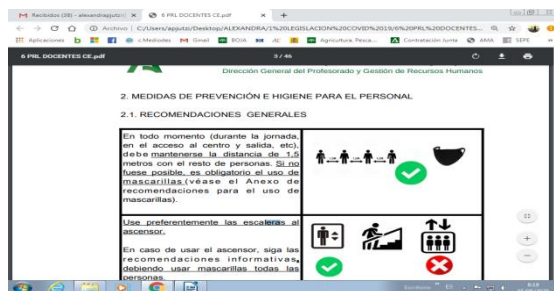 Recibidos (38) - alexandrapjutiz
6 PRL DOCENTES CE.pdf
Archivo | C:/Users/apjutz/Desktop/ALEXANDRA/1%20LEGISLACION%20COVID%2019/6%20PRL%20DOCENTES...
Aplicaciones
c.Mediodes
Gmail
BOJA
Agricultura, Pesca...
Contratación Junta
AMA
SEPE
6 PRL DOCENTES CE.pdf
3 / 46
Dirección General del Profesorado y Gestión de Recursos Humanos
2. MEDIDAS DE PREVENCIÓN E HIGIENE PARA EL PERSONAL
2.1. RECOMENDACIONES GENERALES
En todo momento (durante la jornada,
en el acceso al centro y salida, etc),
debe mantenerse la distancia de 1,5
metros con el resto de personas. Si no
fuese posible, es obligatorio el uso de
mascarillas (véase el Anexo de
recomendaciones para el uso de
mascarillas).
Use preferentemente las escaleras al
ascensor.
En caso de usar el ascensor, siga las
recomendaciones informativas,
debiendo usar mascarillas todas las
personas.
ES